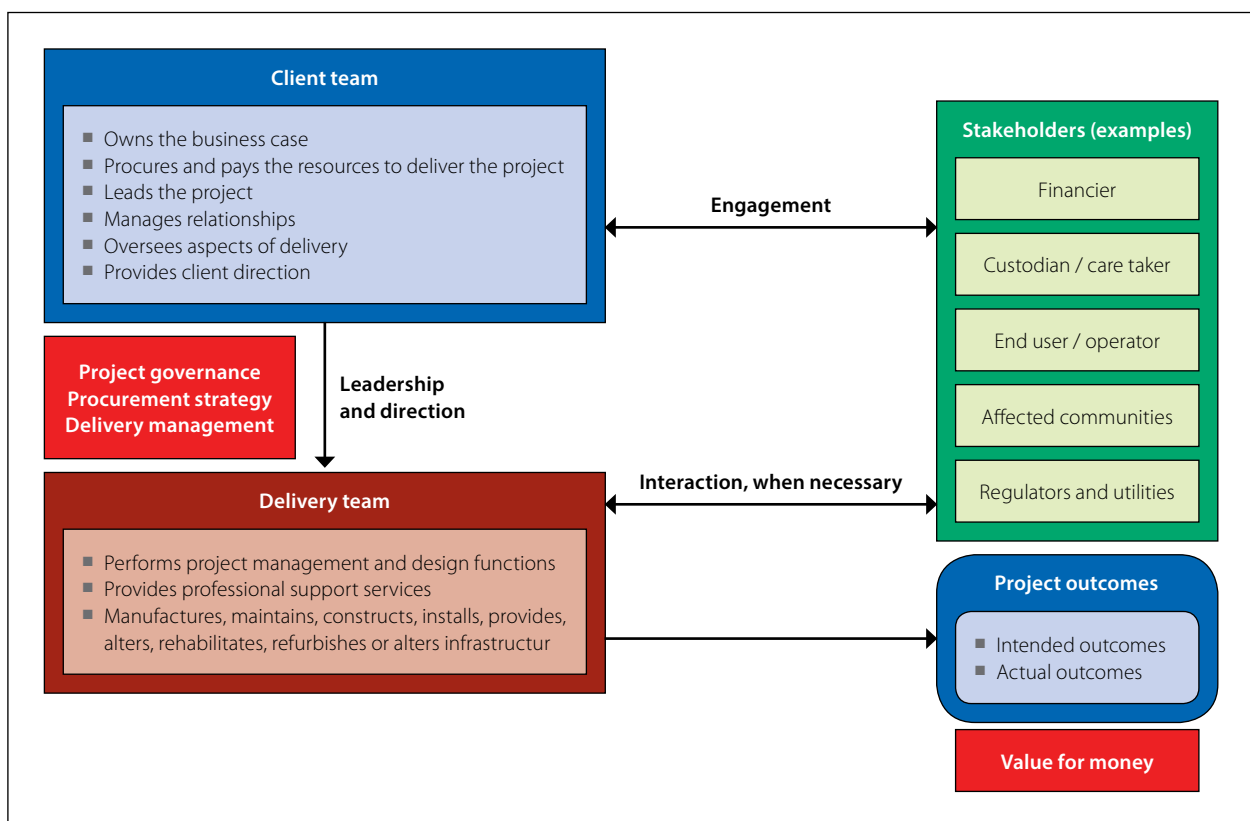 Client team
■ Owns the business case
■ Procures and pays the resources to deliver the project
■ Leads the project
■ Manages relationships
■ Oversees aspects of delivery
■ Provides client direction
Engagement
Stakeholders (examples)
Financier
Custodian / care taker
End user / operator
Affected communities
Regulators and utilities
Project governance
Procurement strategy
Delivery management
Leadership
and direction
Interaction, when necessary
Delivery team
■ Performs project management and design functions
■ Provides professional support services
■ Manufactures, maintains, constructs, installs, provides,
alters, rehabilitates, refurbishes or alters infrastructur
Project outcomes
■ Intended outcomes
■ Actual outcomes
Value for money